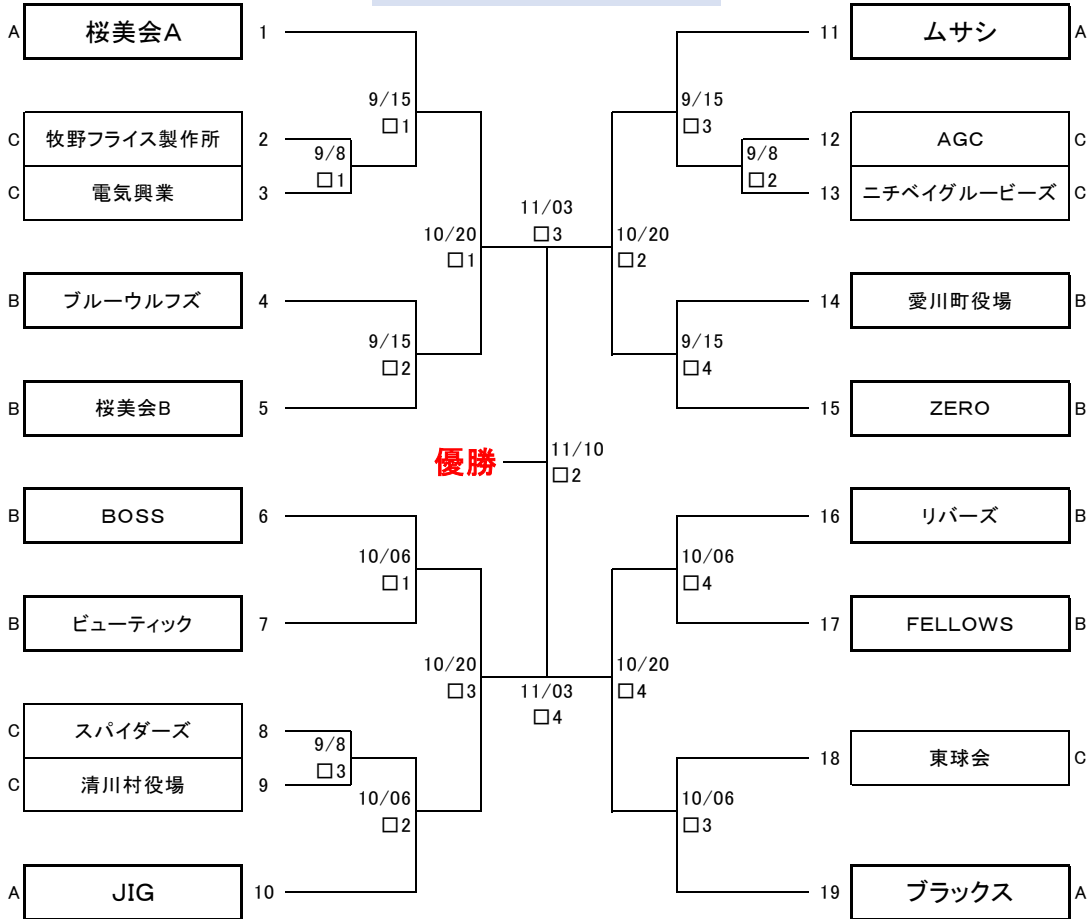 A 桜美会A 1
9/15
□1
C 牧野フライス製作所 2
9/8
□1
C 電気興業 3
10/20
□1
B ブルーウルフズ 4
9/15
□2
B 桜美会B 5
B BOSS 6
10/06
□1
B ビューティック 7
10/20
□3
C スパイダーズ 8
9/8
□3
C 清川村役場 9
10/06
□2
A JIG 10
11/03
□3
優勝
11/10
□2
11/03
□4
11 ムサシ A
9/15
□3
12 AGC C
9/8
□2
13 ニチベイグルービーズ C
10/20
□2
14 愛川町役場 B
9/15
□4
15 ZERO B
16 リバーズ B
10/06
□4
17 FELLOWS B
10/20
□4
18 東球会 C
10/06
□3
19 ブラックス A